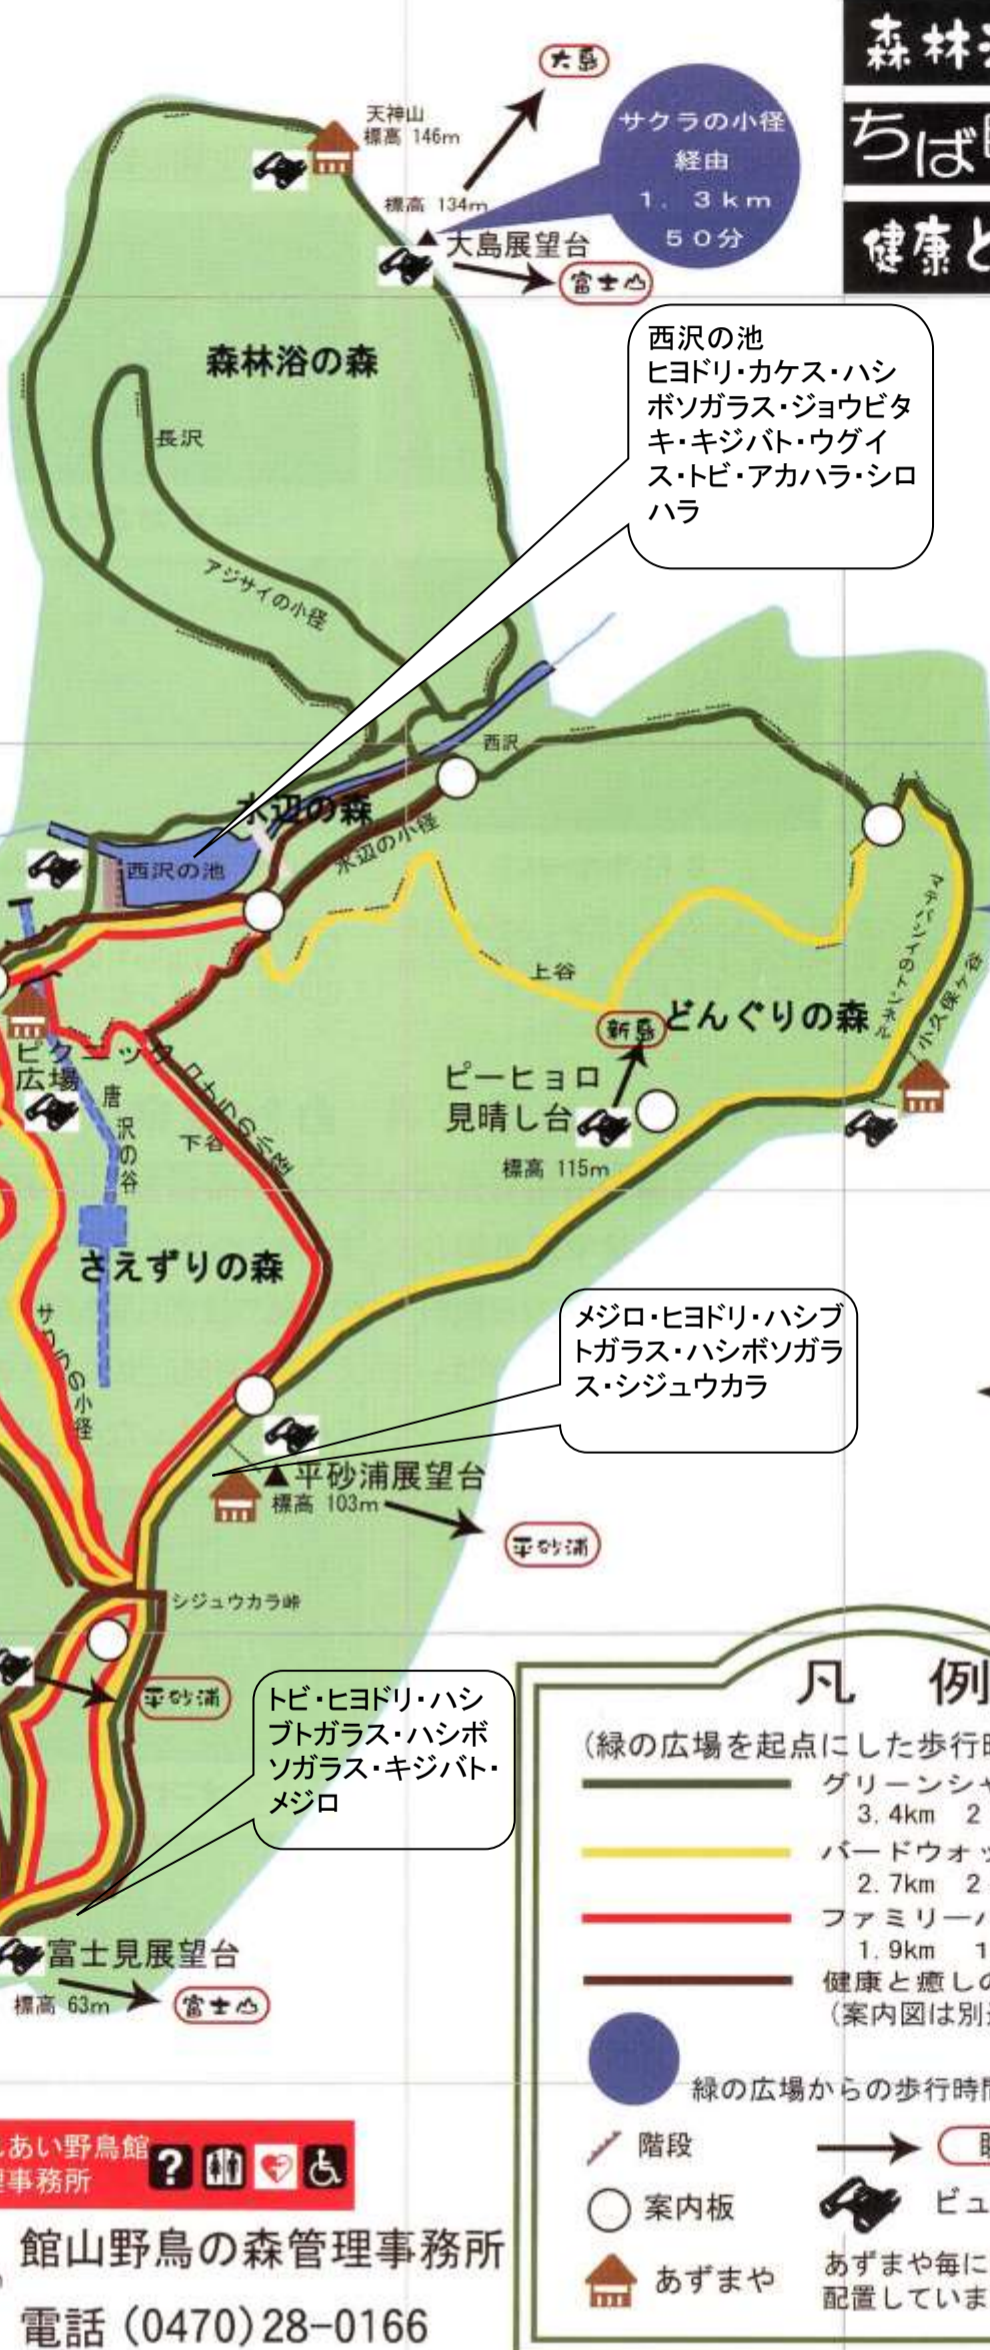 森林
ちば
健康と
大島
天神山
標高 146m
サクラの小径
経由
1．3ｋｍ
５０分
標高 134m
大島展望台
富士山
西沢の池
ヒヨドリ・カケス・ハシ
ボソガラス・ジョウビタ
キ・キジバト・ウグイ
ス・トビ・アカハラ・シロ
ハラ
森林浴の森
長沢
アジサイの小径
西沢
水辺の森
水辺の小径
西沢の池
上谷
マテバシイのトンネル
小久保ヶ谷
どんぐりの森
新島
ピーヒョロ
見晴し台
標高 115m
ピクニック
広場
唐沢の谷
下谷
の小径
さえずりの森
の小径
メジロ・ヒヨドリ・ハシブ
トガラス・ハシボソガラ
ス・シジュウカラ
平砂浦展望台
標高 103m
平砂浦
シジュウカラ峠
平砂浦
トビ・ヒヨドリ・ハシ
ブトガラス・ハシボ
ソガラス・キジバト・
メジロ
富士見展望台
標高 63m
富士山
凡 例
（緑の広場を起点にした歩行時
グリーンシャ
3.4km 2
バードウォッ
2.7km 2
ファミリーハ
1.9km 1
健康と癒しの
（案内図は別
緑の広場からの歩行時間
階段
案内板
ビュ
あずまや
あずまや毎に
配置していま
あい野鳥館
理事務所
?
館山野鳥の森管理事務所
電話 (0470)28-0166